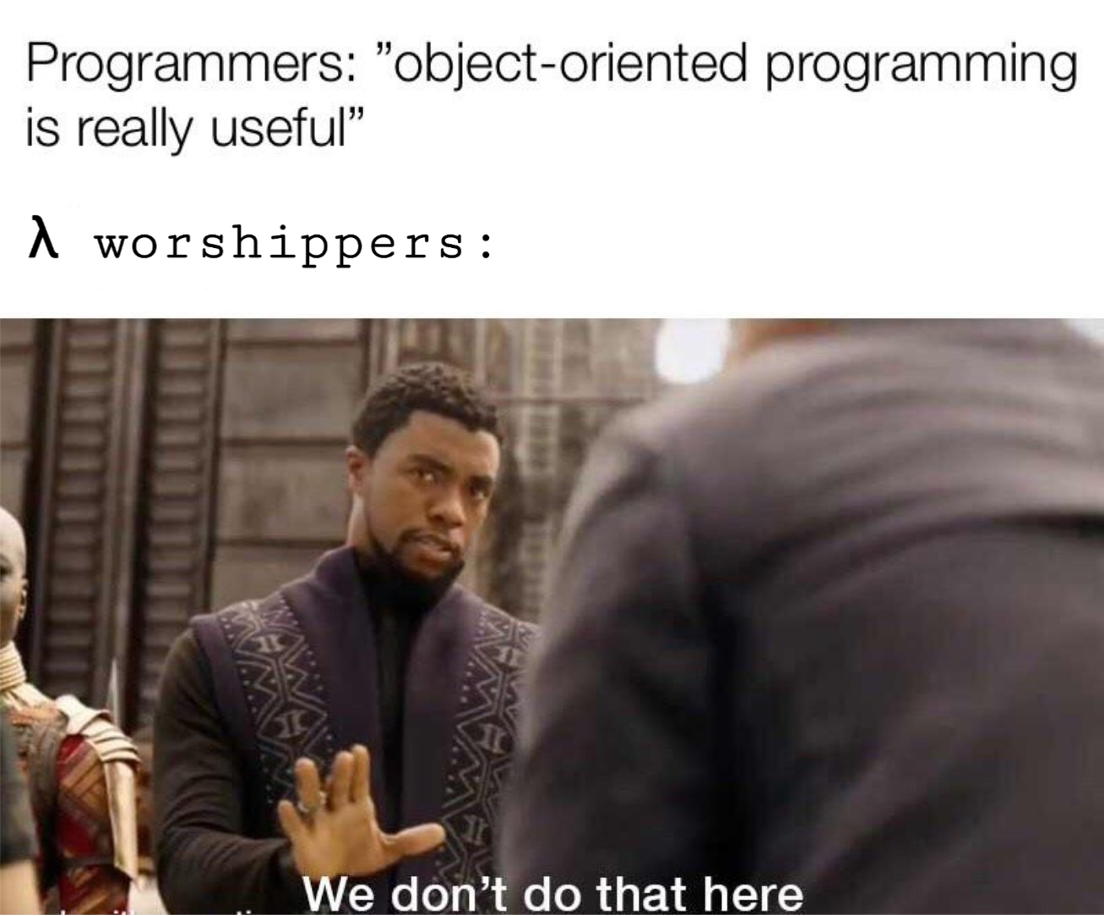 Programmers: ”object-oriented programming
is really useful”
λ worshippers:
We don’t do that here